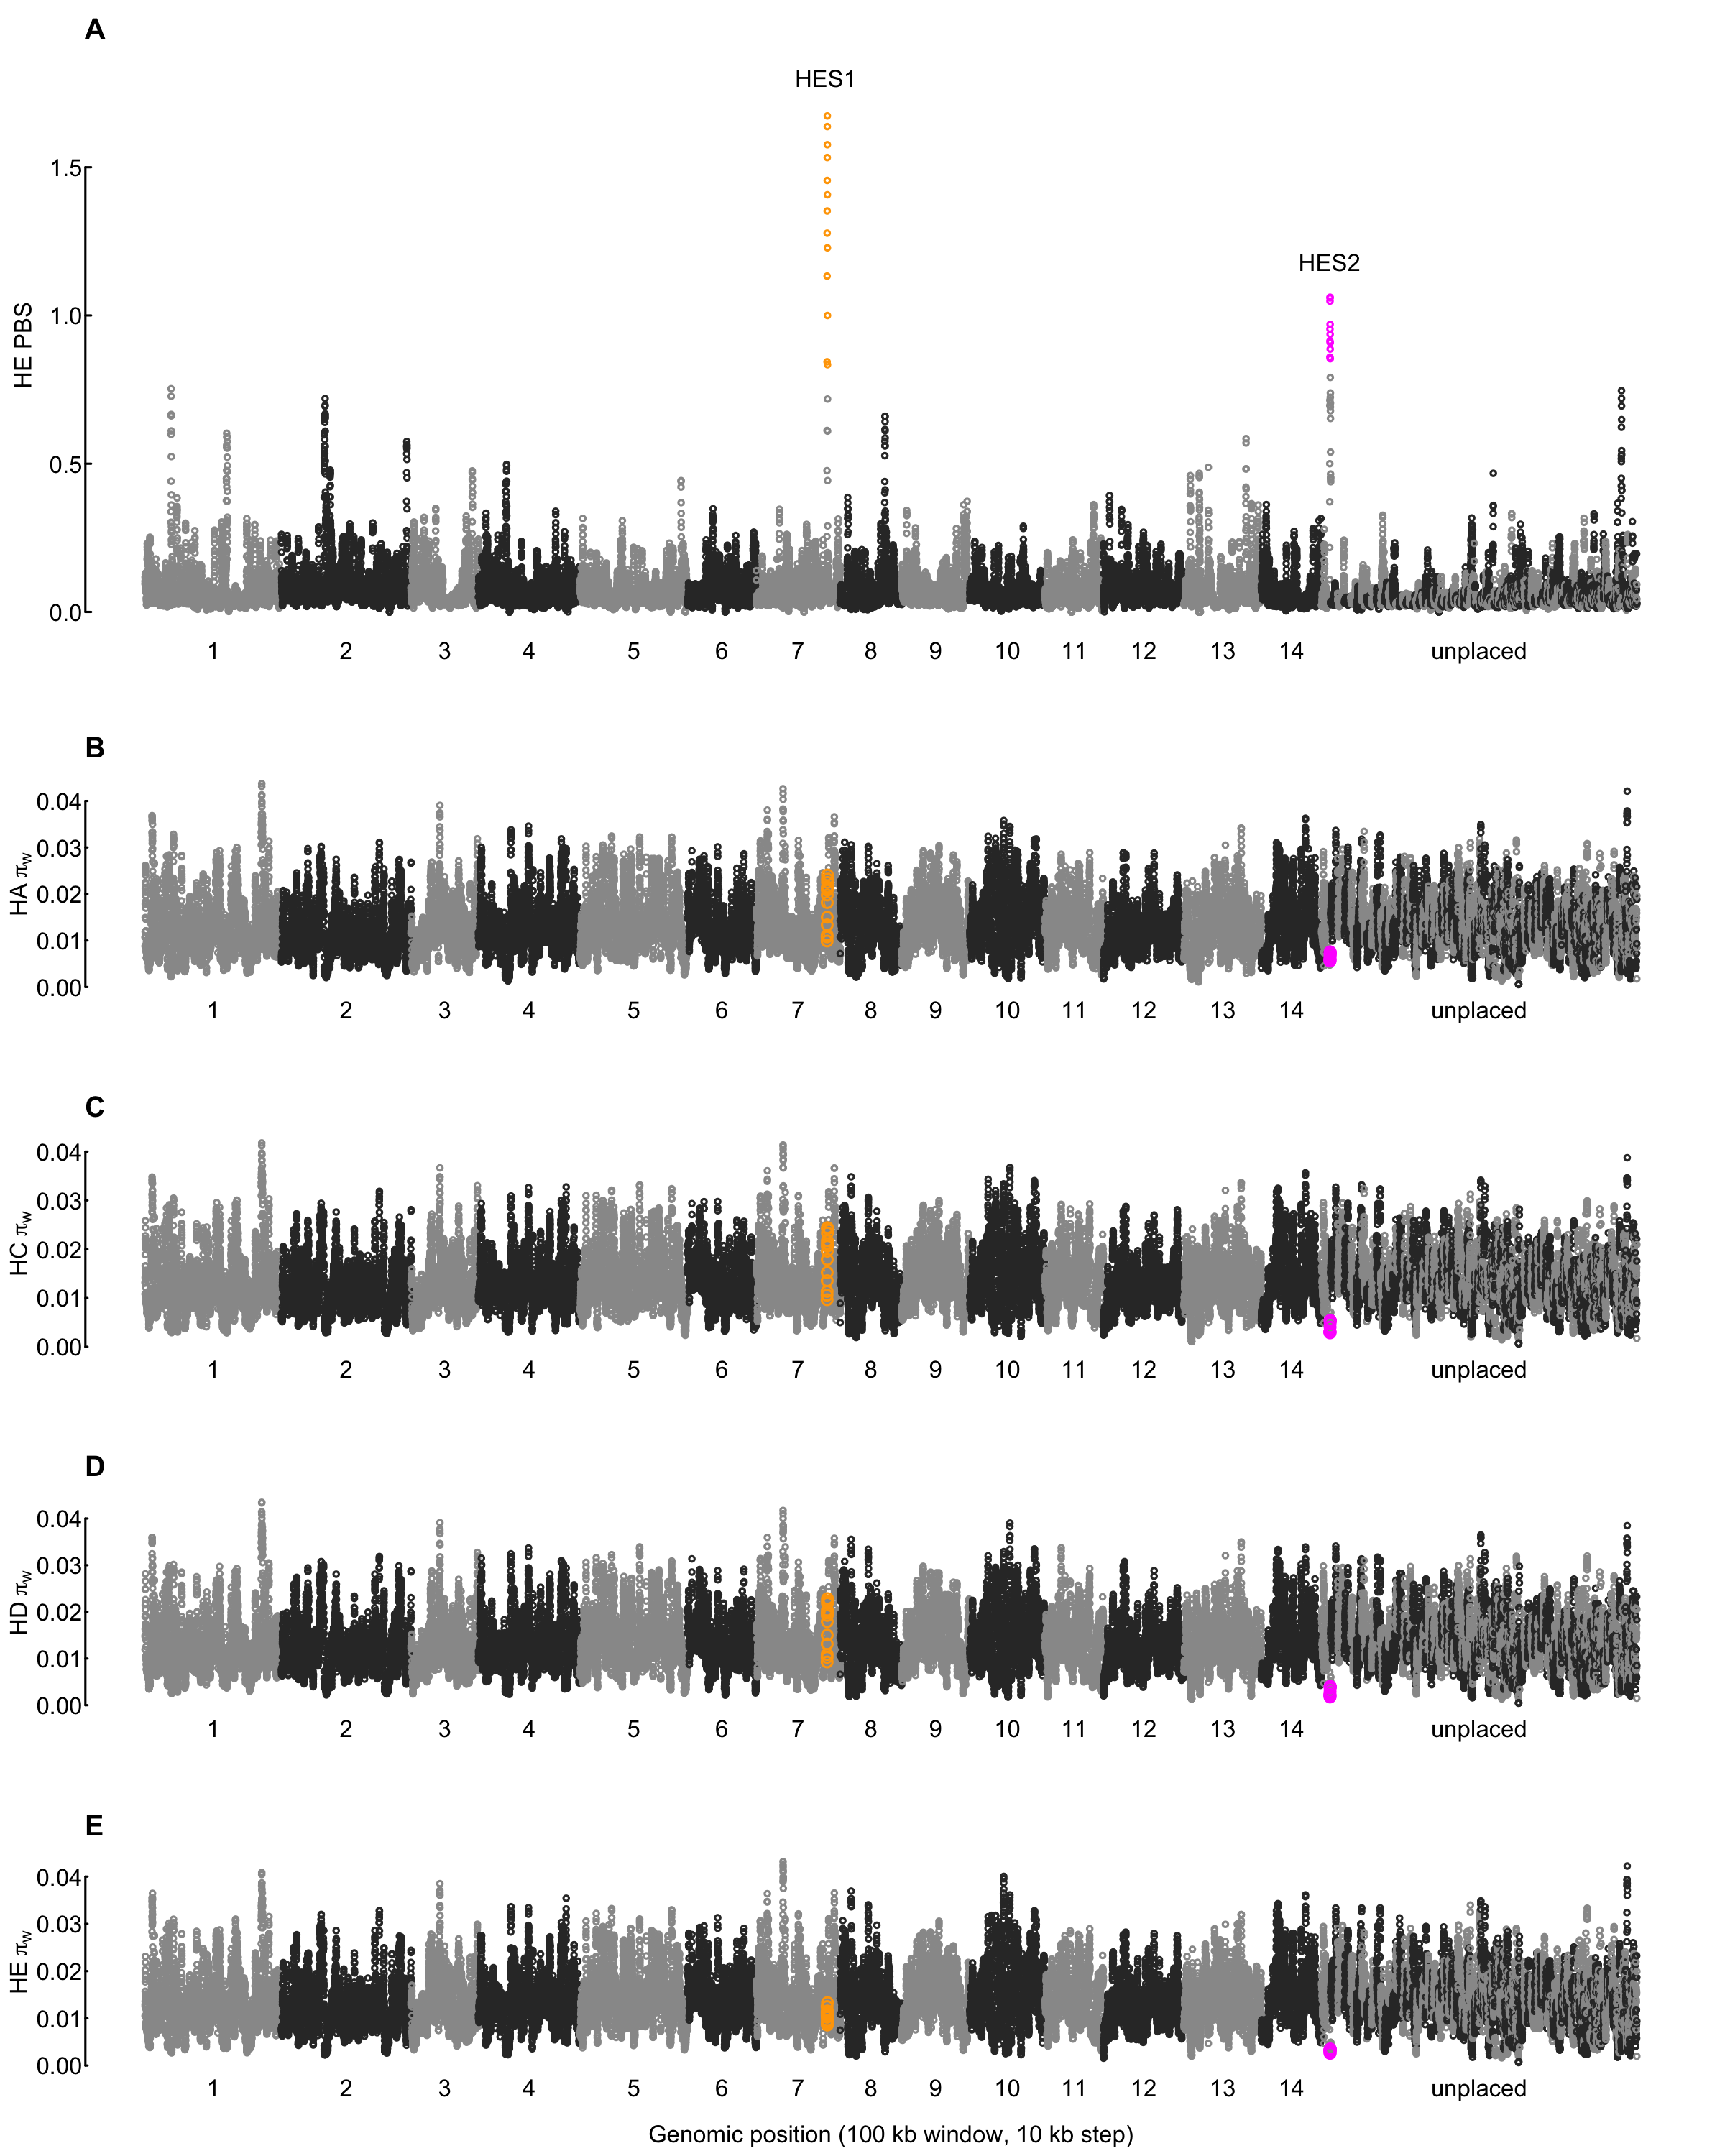 A
HES1
HES2
HE PBS
1.5
1.0
0.5
0.0
1 2 3 4 5 6 7 8 9 10 11 12 13 14 unplaced
B
HA πw
0.04
0.03
0.02
0.01
0.00
1 2 3 4 5 6 7 8 9 10 11 12 13 14 unplaced
C
HC πw
0.04
0.03
0.02
0.01
0.00
1 2 3 4 5 6 7 8 9 10 11 12 13 14 unplaced
D
HD πw
0.04
0.03
0.02
0.01
0.00
1 2 3 4 5 6 7 8 9 10 11 12 13 14 unplaced
E
HE πw
0.04
0.03
0.02
0.01
0.00
1 2 3 4 5 6 7 8 9 10 11 12 13 14 unplaced
Genomic position (100 kb window, 10 kb step)